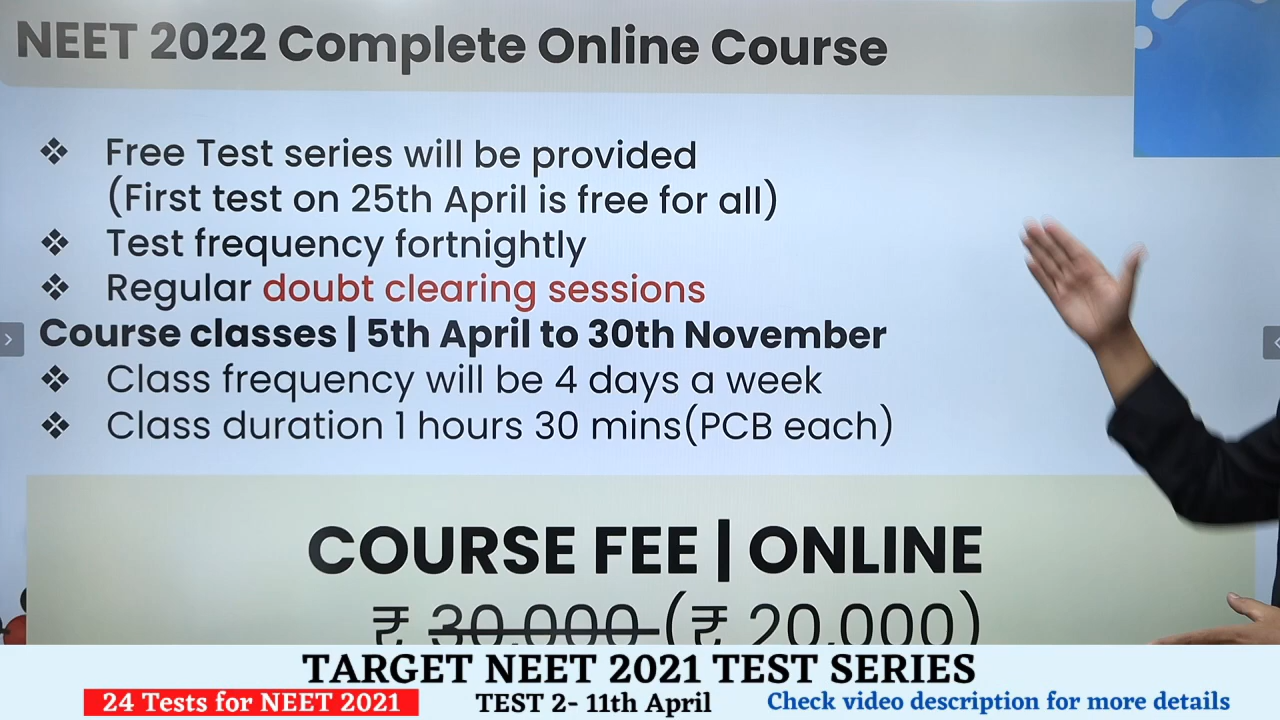 NEET 2022 Complete Online Course
❖ Free Test series will be provided
(First test on 25th April is free for all)
❖ Test frequency fortnightly
❖ Regular doubt clearing sessions
Course classes | 5th April to 30th November
❖ Class frequency will be 4 days a week
❖ Class duration 1 hours 30 mins(PCB each)
COURSE FEE | ONLINE
₹ 30,000 (₹ 20,000)
TARGET NEET 2021 TEST SERIES
24 Tests for NEET 2021 TEST 2- 11th April Check video description for more details